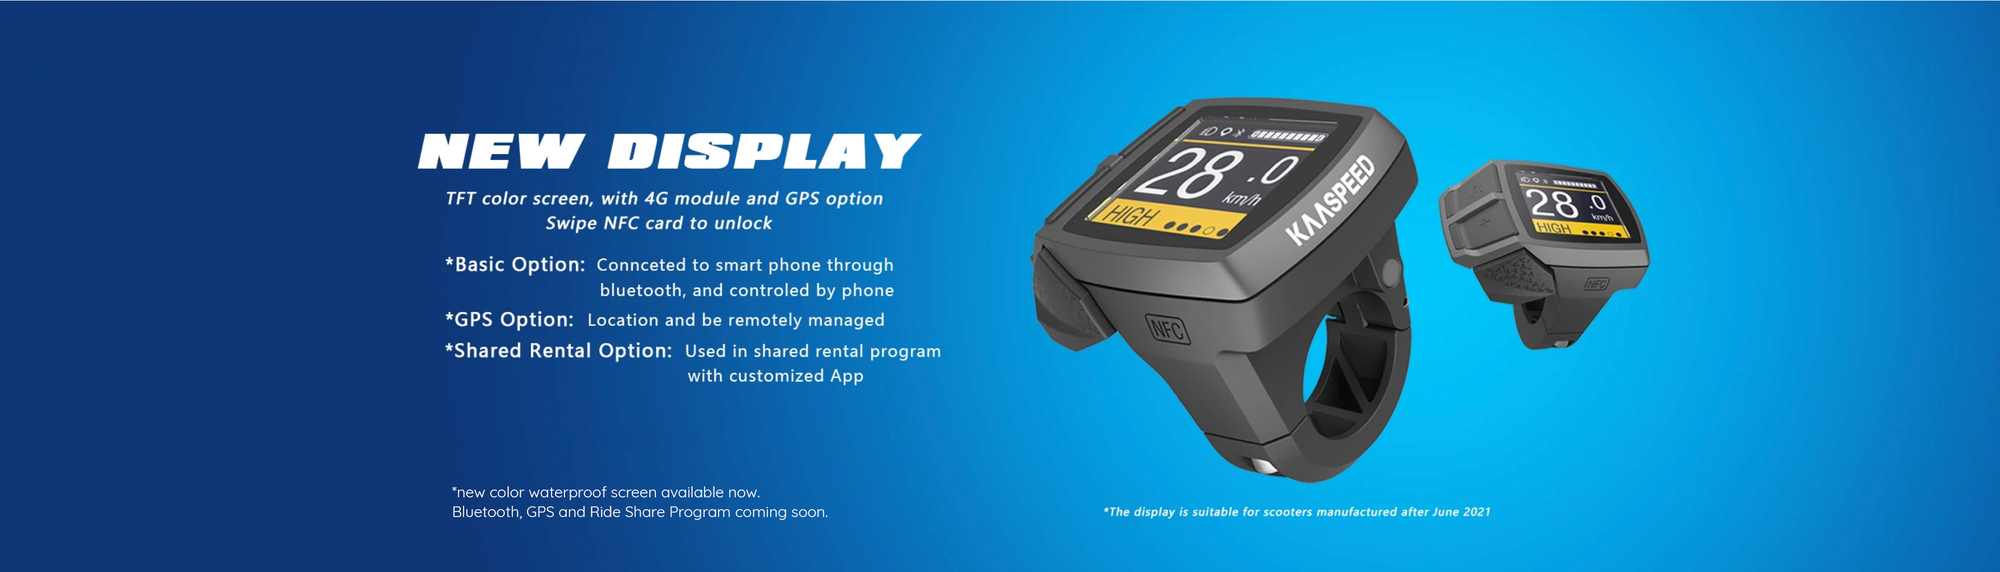 NEW DISPLAY
TFT color screen, with 4G module and GPS option
Swipe NFC card to unlock
*Basic Option: Connceted to smart phone through
bluetooth, and controled by phone
*GPS Option: Location and be remotely managed
*Shared Rental Option: Used in shared rental program
with customized App
*new color waterproof screen available now.
Bluetooth, GPS and Ride Share Program coming soon.
28.0
km/h
HIGH
KAASPEED
NFC
28.0
km/h
HIGH
NFC
*The display is suitable for scooters manufactured after June 2021